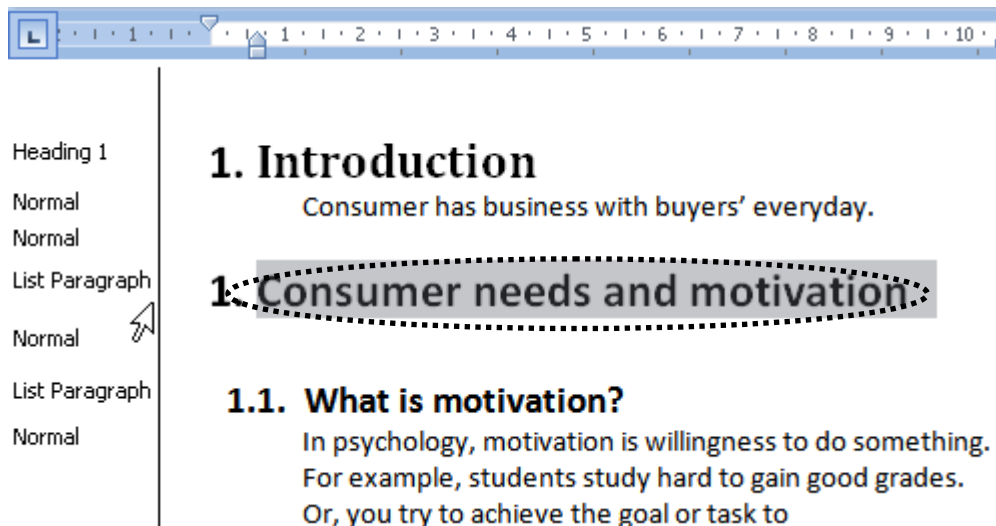 L 1 1 2 3 4 5 6 7 8 9 10
Heading 1
1. Introduction
Normal
Consumer has business with buyers’ everyday.
Normal
List Paragraph
1. Consumer needs and motivation
Normal
List Paragraph
1.1. What is motivation?
Normal
In psychology, motivation is willingness to do something.
For example, students study hard to gain good grades.
Or, you try to achieve the goal or task to